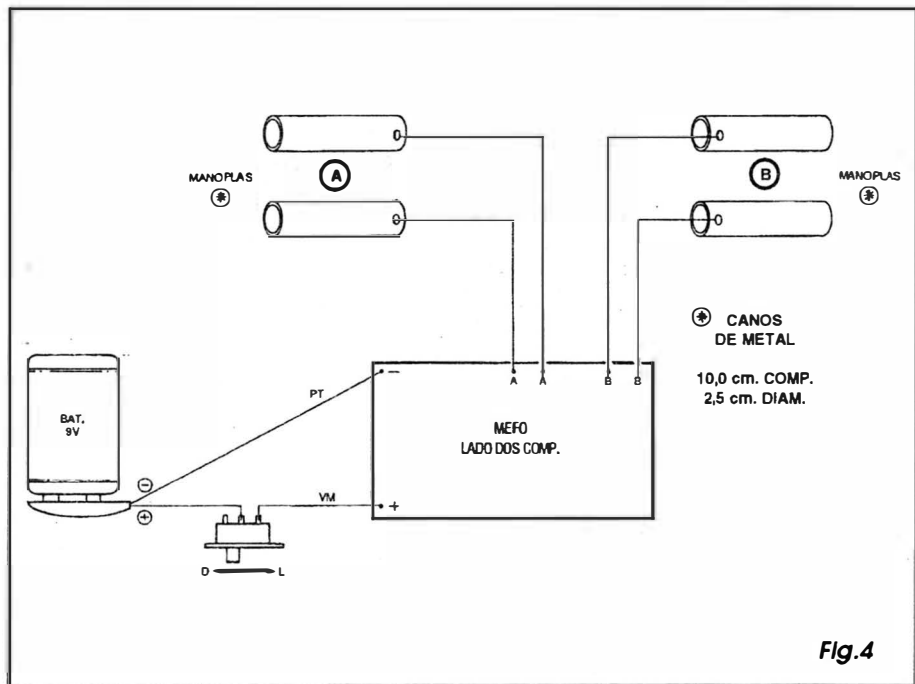 MANOPLAS
A
B
MANOPLAS
CANOS
DE METAL
10,0 cm. COMP.
2,5 cm. DIAM.
BAT.
9V
PT
−
A A B B
MEFO
LADO DOS COMP.
−
+
VM
+
D L
Fig.4